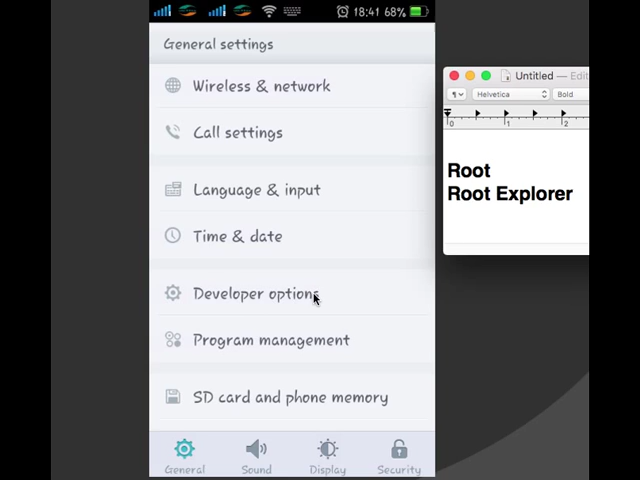 18:41 68%
General settings
Wireless & network
Call settings
Language & input
Time & date
Developer options
Program management
SD card and phone memory
General Sound Display Security
Untitled — Edit
¶ Helvetica Bold
0 1 2
Root
Root Explorer